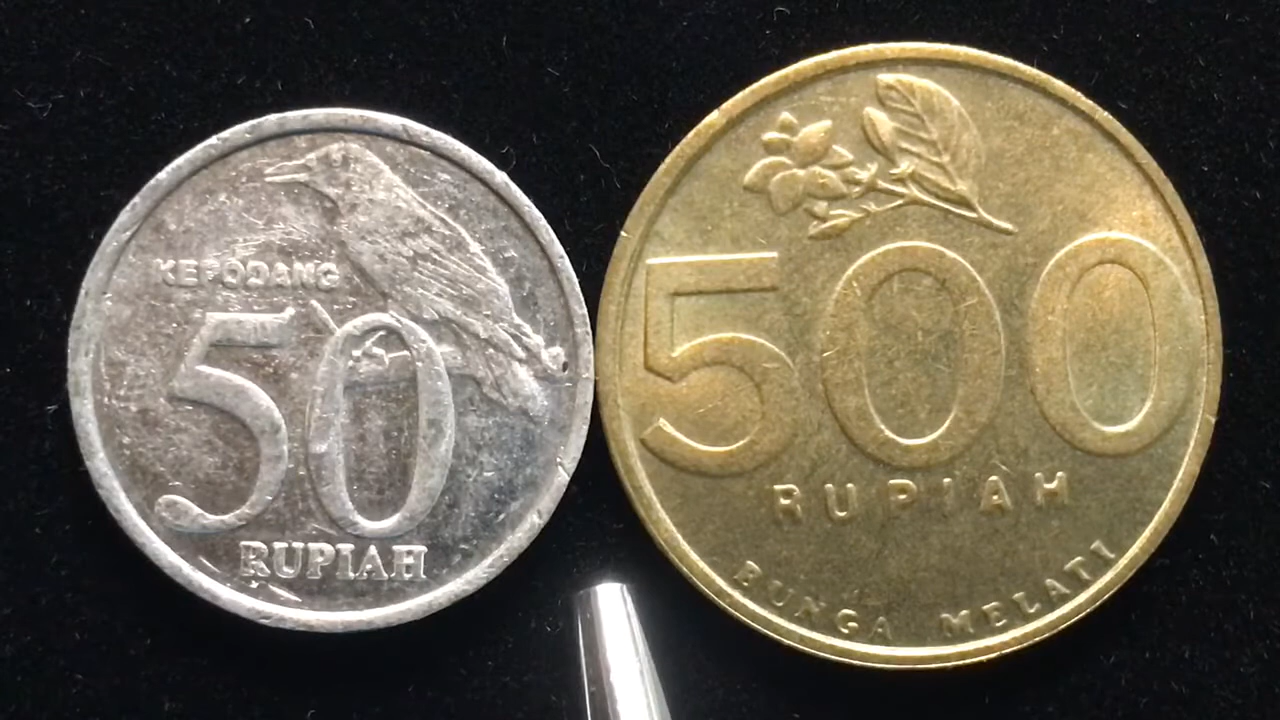 KEPODANG
50
RUPIAH
500
RUPIAH
BUNGA MELATI